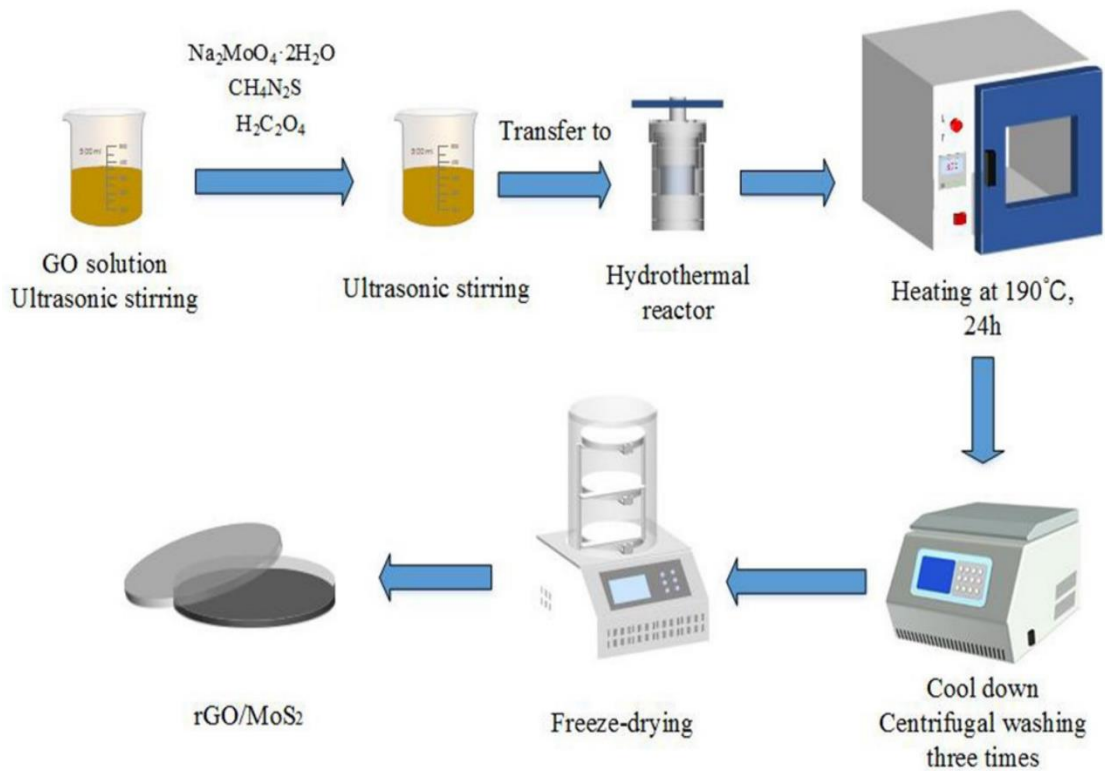 Na₂MoO₄·2H₂O
CH₄N₂S
H₂C₂O₄
GO solution
Ultrasonic stirring
Ultrasonic stirring
Transfer to
Hydrothermal
reactor
Heating at 190℃,
24h
Cool down
Centrifugal washing
three times
Freeze-drying
rGO/MoS₂